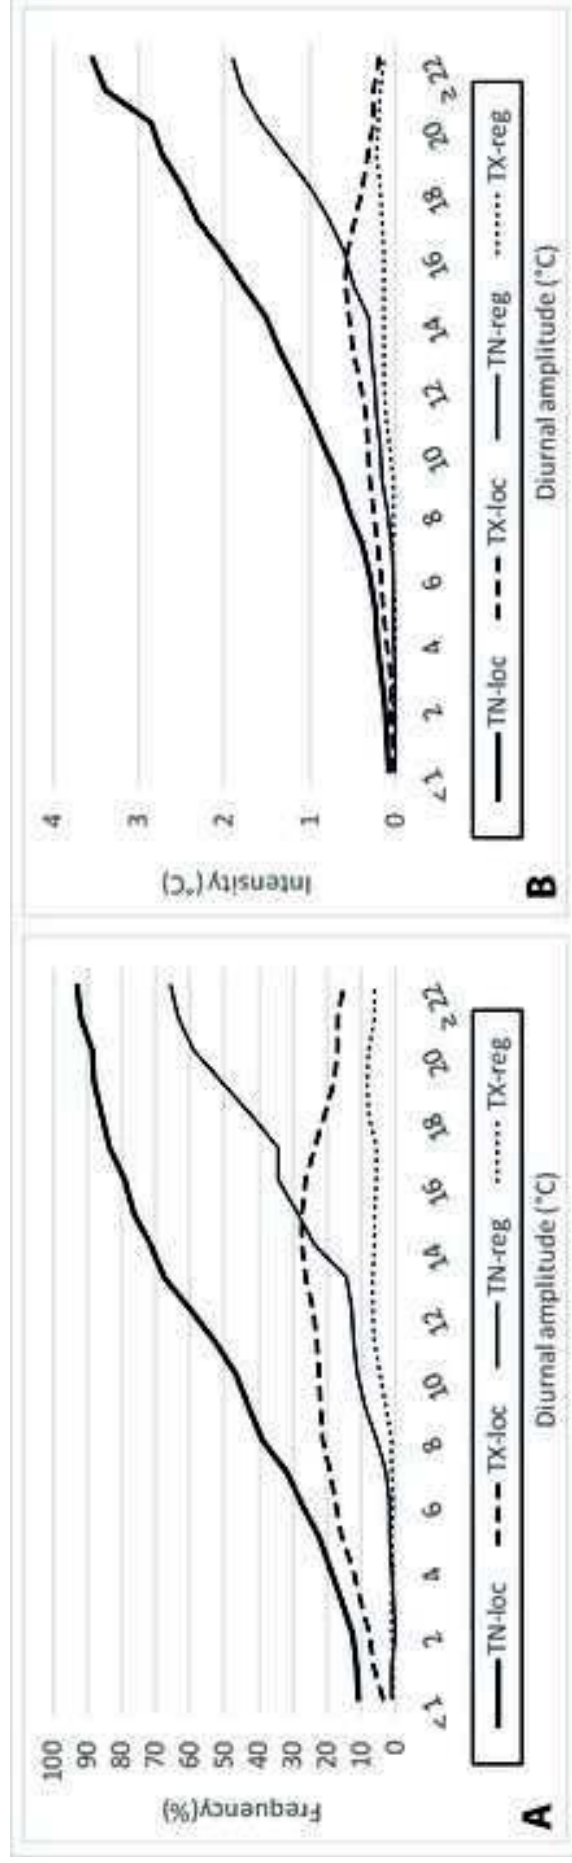 Frequency(%)
100
90
80
70
60
50
40
30
20
10
0
<1 2 4 6 8 10 12 14 16 18 20 ≥22
Diurnal amplitude (°C)
TN-loc TX-loc TN-reg TX-reg
A
Intensity (°C)
4
3
2
1
0
<1 2 4 6 8 10 12 14 16 18 20 ≥22
Diurnal amplitude (°C)
TN-loc TX-loc TN-reg TX-reg
B